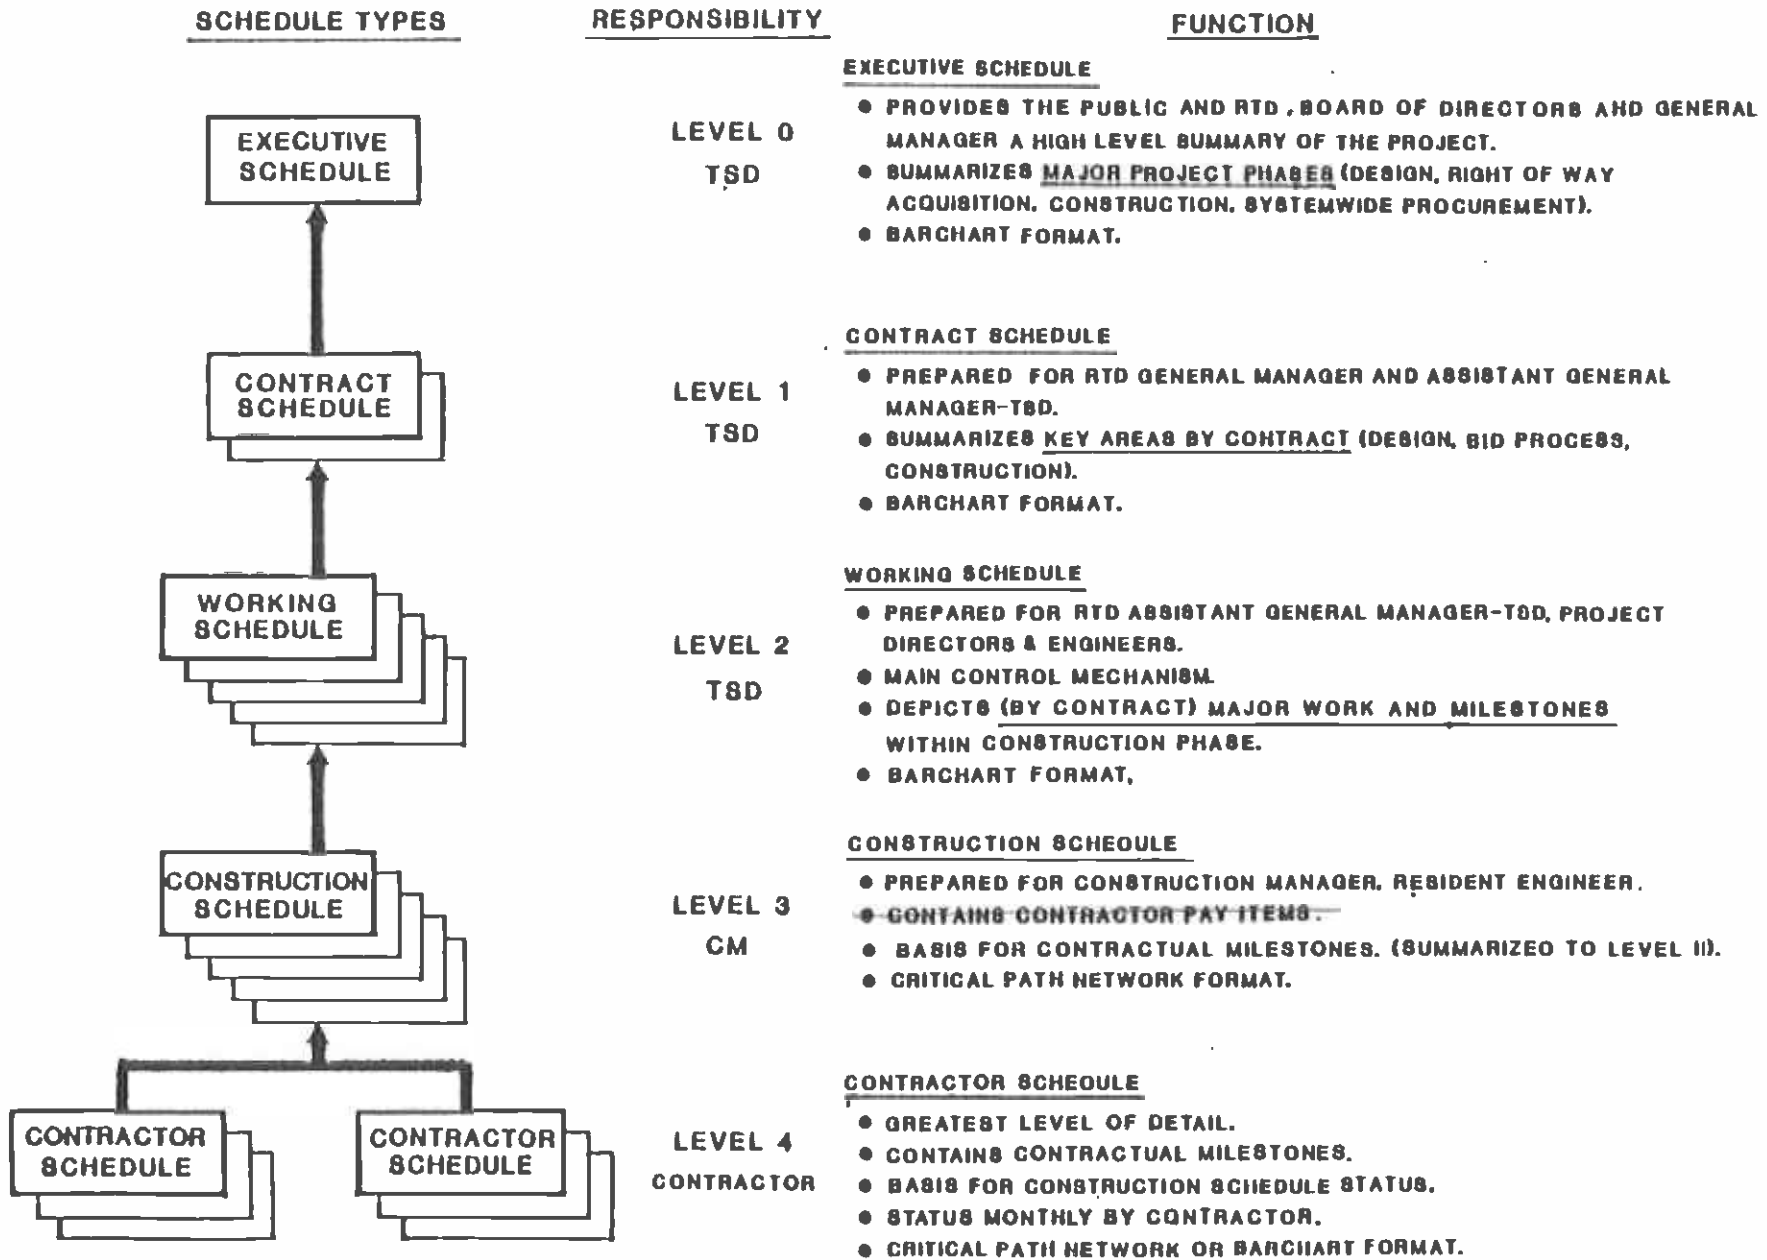 SCHEDULE TYPES
RESPONSIBILITY
FUNCTION
EXECUTIVE
SCHEDULE
LEVEL 0
TSD
EXECUTIVE SCHEDULE
● PROVIDES THE PUBLIC AND RTD, BOARD OF DIRECTORS AND GENERAL
MANAGER A HIGH LEVEL SUMMARY OF THE PROJECT.
● SUMMARIZES MAJOR PROJECT PHASES (DESIGN, RIGHT OF WAY
ACQUISITION, CONSTRUCTION, SYSTEMWIDE PROCUREMENT).
● BARCHART FORMAT.
CONTRACT
SCHEDULE
LEVEL 1
TSD
CONTRACT SCHEDULE
● PREPARED FOR RTD GENERAL MANAGER AND ASSISTANT GENERAL
MANAGER-TSD.
● SUMMARIZES KEY AREAS BY CONTRACT (DESIGN, BID PROCESS,
CONSTRUCTION).
● BARCHART FORMAT.
WORKING
SCHEDULE
LEVEL 2
TSD
WORKING SCHEDULE
● PREPARED FOR RTD ASSISTANT GENERAL MANAGER-TSD, PROJECT
DIRECTORS & ENGINEERS.
● MAIN CONTROL MECHANISM.
● DEPICTS (BY CONTRACT) MAJOR WORK AND MILESTONES
WITHIN CONSTRUCTION PHASE.
● BARCHART FORMAT.
CONSTRUCTION
SCHEDULE
LEVEL 3
CM
CONSTRUCTION SCHEDULE
● PREPARED FOR CONSTRUCTION MANAGER, RESIDENT ENGINEER.
● CONTAINS CONTRACTOR PAY ITEMS.
● BASIS FOR CONTRACTUAL MILESTONES. (SUMMARIZED TO LEVEL II).
● CRITICAL PATH NETWORK FORMAT.
CONTRACTOR
SCHEDULE
CONTRACTOR
SCHEDULE
LEVEL 4
CONTRACTOR
CONTRACTOR SCHEDULE
● GREATEST LEVEL OF DETAIL.
● CONTAINS CONTRACTUAL MILESTONES.
● BASIS FOR CONSTRUCTION SCHEDULE STATUS.
● STATUS MONTHLY BY CONTRACTOR.
● CRITICAL PATH NETWORK OR BARCHART FORMAT.